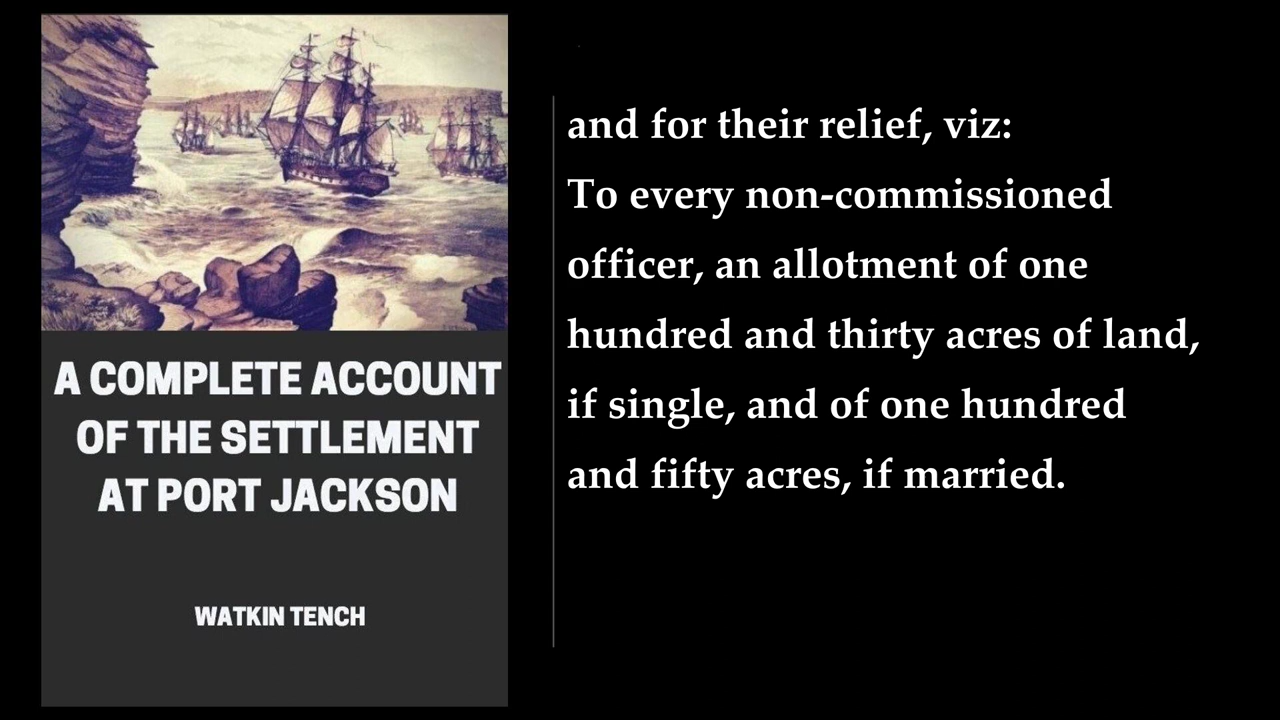 A COMPLETE ACCOUNT
OF THE SETTLEMENT
AT PORT JACKSON
WATKIN TENCH
and for their relief, viz:
To every non-commissioned
officer, an allotment of one
hundred and thirty acres of land,
if single, and of one hundred
and fifty acres, if married.